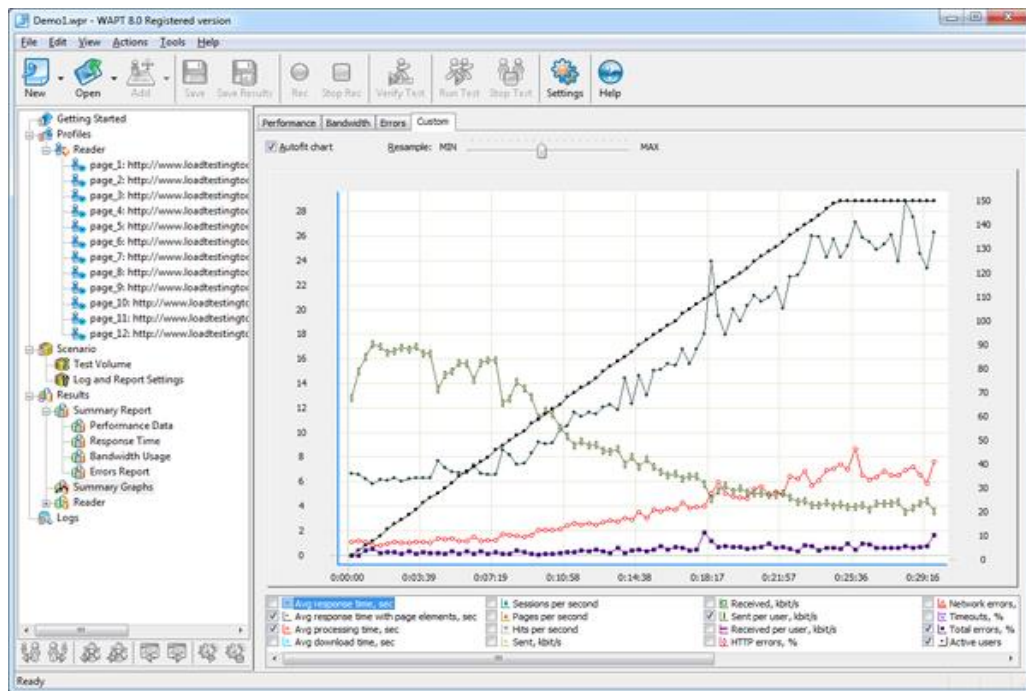 Demo1.wpr - WAPT 8.0 Registered version
File Edit View Actions Tools Help
New Open Add Save Save Results Rec Stop Rec Verify Test Run Test Stop Test Settings Help
Getting Started
Profiles
Reader
page_1: http://www.loadtestingtoo
page_2: http://www.loadtestingtoo
page_3: http://www.loadtestingtoo
page_4: http://www.loadtestingtoo
page_5: http://www.loadtestingtoo
page_6: http://www.loadtestingtoo
page_7: http://www.loadtestingtoo
page_8: http://www.loadtestingtoo
page_9: http://www.loadtestingtoo
page_10: http://www.loadtestingtc
page_11: http://www.loadtestingtc
page_12: http://www.loadtestingtc
Scenario
Test Volume
Log and Report Settings
Results
Summary Report
Performance Data
Response Time
Bandwidth Usage
Errors Report
Summary Graphs
Reader
Logs
Performance Bandwidth Errors Custom
Autofit chart Resample: MIN MAX
28
26
24
22
20
18
16
14
12
10
8
6
4
2
0
150
140
130
120
110
100
90
80
70
60
50
40
30
20
10
0
0:00:00 0:03:39 0:07:19 0:10:58 0:14:38 0:18:17 0:21:57 0:25:36 0:29:16
Avg response time, sec Sessions per second Received, kbit/s Network errors,
Avg response time with page elements, sec Pages per second Sent per user, kbit/s Timeouts, %
Avg processing time, sec Hits per second Received per user, kbit/s Total errors, %
Avg download time, sec Sent, kbit/s HTTP errors, % Active users
Ready